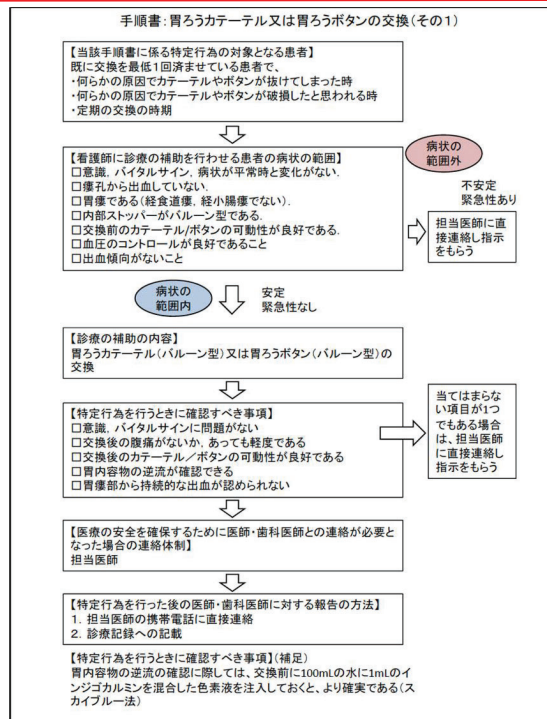 手順書:胃ろうカテーテル又は胃ろうボタンの交換(その1)
【当該手順書に係る特定行為の対象となる患者】
既に交換を最低1回済ませている患者で、
・何らかの原因でカテーテルやボタンが抜けてしまった時
・何らかの原因でカテーテルやボタンが破損したと思われる時
・定期の交換の時期
【看護師に診療の補助を行わせる患者の病状の範囲】
□意識,バイタルサイン,病状が平常時と変化がない.
□瘻孔から出血していない.
□胃瘻である(経食道瘻,経小腸瘻でない).
□内部ストッパーがバルーン型である.
□交換前のカテーテル/ボタンの可動性が良好である.
□血圧のコントロールが良好であること
□出血傾向がないこと
病状の
範囲外
不安定
緊急性あり
担当医師に直
接連絡し指示
をもらう
病状の
範囲内
安定
緊急性なし
【診療の補助の内容】
胃ろうカテーテル(バルーン型)又は胃ろうボタン(バルーン型)の
交換
【特定行為を行うときに確認すべき事項】
□意識,バイタルサインに問題がない
□交換後の腹痛がないか,あっても軽度である
□交換後のカテーテル/ボタンの可動性が良好である
□胃内容物の逆流が確認できる
□胃瘻部から持続的な出血が認められない
当てはまら
ない項目が1つ
でもある場合
は、担当医師
に直接連絡し
指示をもらう
【医療の安全を確保するために医師・歯科医師との連絡が必要と
なった場合の連絡体制】
担当医師
【特定行為を行った後の医師・歯科医師に対する報告の方法】
1.担当医師の携帯電話に直接連絡
2.診療記録への記載
【特定行為を行うときに確認すべき事項】(補足)
胃内容物の逆流の確認に際しては、交換前に100mLの水に1mLのイ
ンジゴカルミンを混合した色素液を注入しておくと、より確実である(ス
カイブルー法)